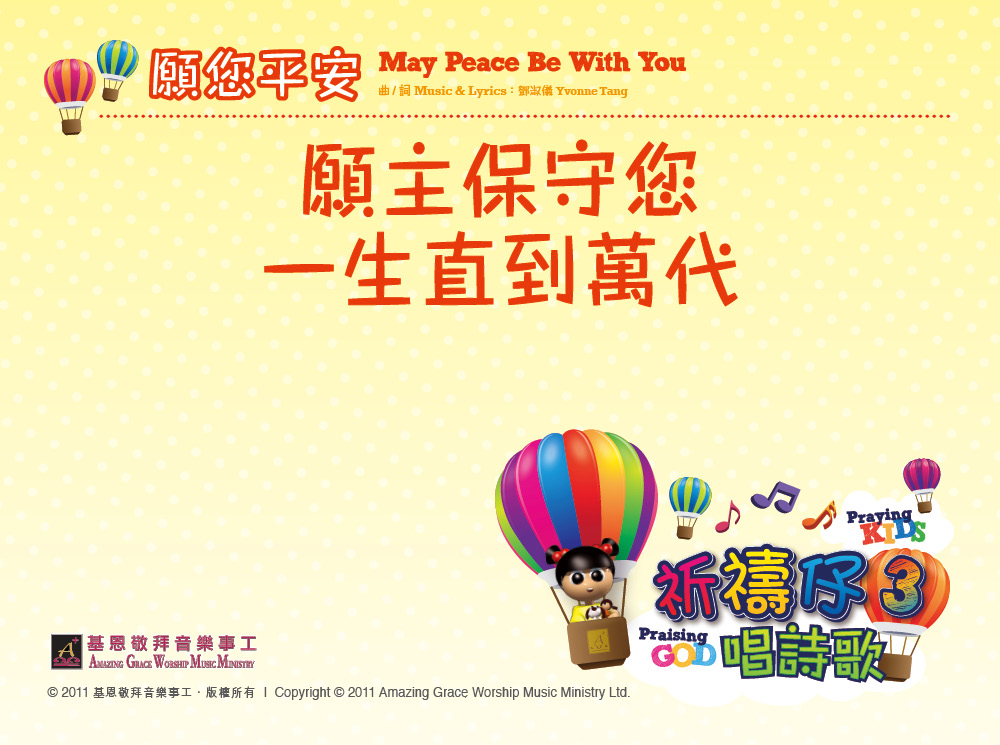 願您平安 May Peace Be With You
曲 / 詞 Music & Lyrics：鄧淑儀 Yvonne Tang
願主保守您
一生直到萬代
Praying
KIDS
祈禱仔3
Praising
GOD 唱詩歌
基恩敬拜音樂事工
AMAZING GRACE WORSHIP MUSIC MINISTRY
© 2011 基恩敬拜音樂事工．版權所有 I Copyright © 2011 Amazing Grace Worship Music Ministry Ltd.